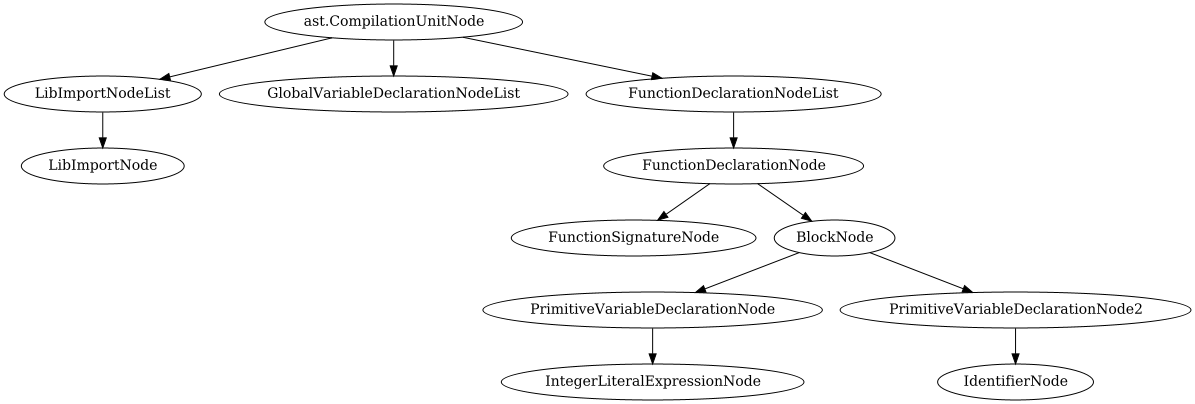 ast.CompilationUnitNode
LibImportNodeList
GlobalVariableDeclarationNodeList
FunctionDeclarationNodeList
LibImportNode
FunctionDeclarationNode
FunctionSignatureNode
BlockNode
PrimitiveVariableDeclarationNode
PrimitiveVariableDeclarationNode2
IntegerLiteralExpressionNode
IdentifierNode